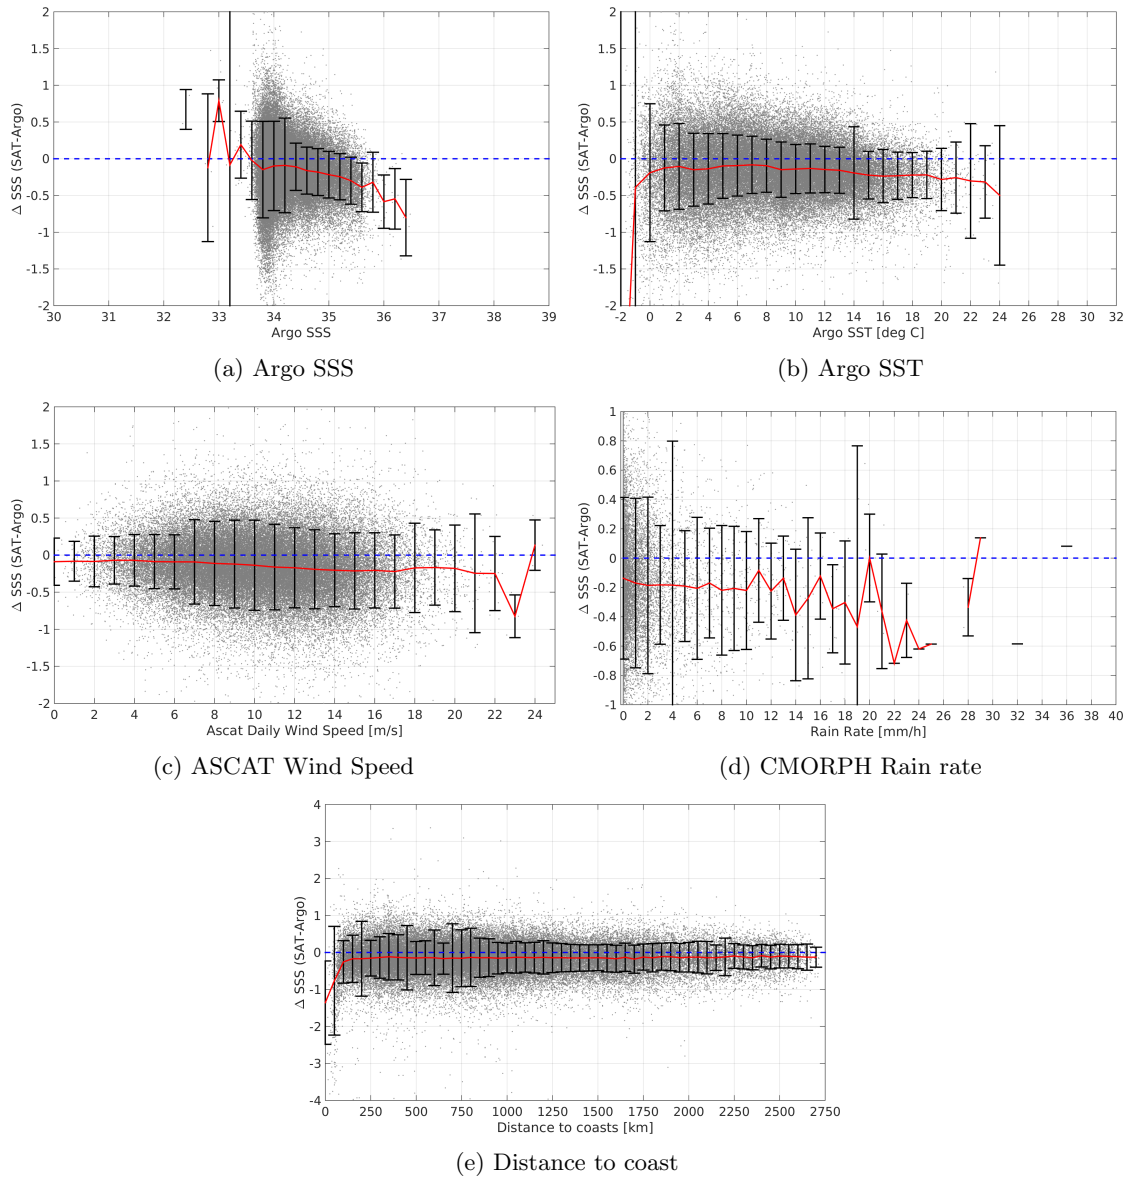 2
1.5
1
0.5
0
-0.5
-1
-1.5
-2
Δ SSS (SAT-Argo)
30 31 32 33 34 35 36 37 38 39
Argo SSS
(a) Argo SSS
2
1.5
1
0.5
0
-0.5
-1
-1.5
-2
Δ SSS (SAT-Argo)
-2 0 2 4 6 8 10 12 14 16 18 20 22 24 26 28 30 32
Argo SST [deg C]
(b) Argo SST
2
1.5
1
0.5
0
-0.5
-1
-1.5
-2
Δ SSS (SAT-Argo)
0 2 4 6 8 10 12 14 16 18 20 22 24
Ascat Daily Wind Speed [m/s]
(c) ASCAT Wind Speed
1
0.8
0.6
0.4
0.2
0
-0.2
-0.4
-0.6
-0.8
-1
Δ SSS (SAT-Argo)
0 2 4 6 8 10 12 14 16 18 20 22 24 26 28 30 32 34 36 38 40
Rain Rate [mm/h]
(d) CMORPH Rain rate
4
3
2
1
0
-1
-2
-3
-4
Δ SSS (SAT-Argo)
0 250 500 750 1000 1250 1500 1750 2000 2250 2500 2750
Distance to coasts [km]
(e) Distance to coast